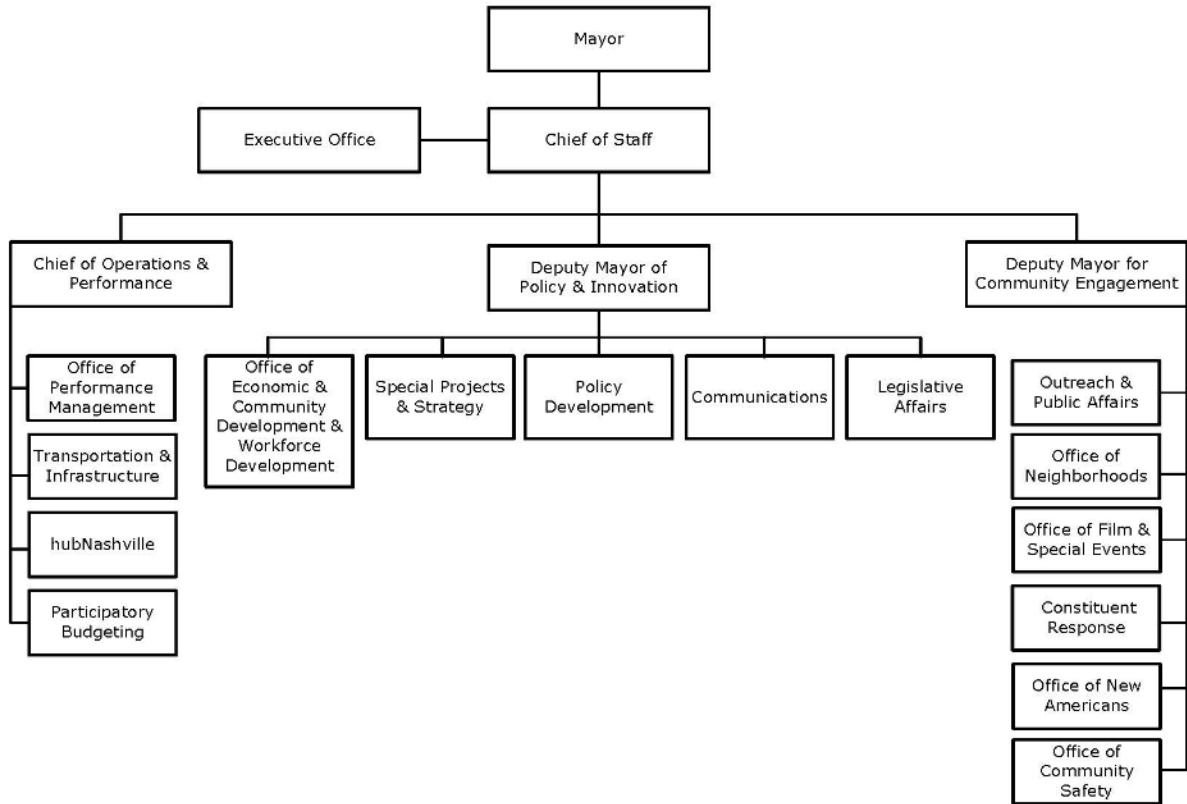 Mayor
Executive Office
Chief of Staff
Chief of Operations &
Performance
Deputy Mayor of
Policy & Innovation
Deputy Mayor for
Community Engagement
Office of
Performance
Management
Transportation &
Infrastructure
hubNashville
Participatory
Budgeting
Office of
Economic &
Community
Development &
Workforce
Development
Special Projects
& Strategy
Policy
Development
Communications
Legislative
Affairs
Outreach &
Public Affairs
Office of
Neighborhoods
Office of Film &
Special Events
Constituent
Response
Office of New
Americans
Office of
Community
Safety